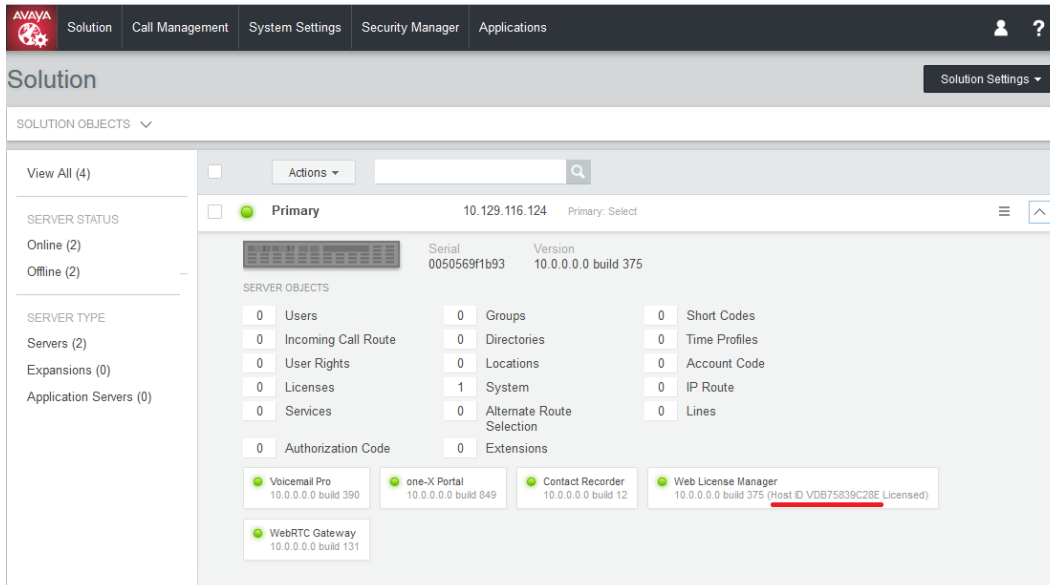 AVAYA
Solution Call Management System Settings Security Manager Applications ?
Solution
Solution Settings
SOLUTION OBJECTS
View All (4)
Actions
SERVER STATUS
Online (2)
Offline (2)
SERVER TYPE
Servers (2)
Expansions (0)
Application Servers (0)
Primary 10.129.116.124 Primary: Select
Serial Version
0050569f1b93 10.0.0.0.0 build 375
SERVER OBJECTS
0 Users 0 Groups 0 Short Codes
0 Incoming Call Route 0 Directories 0 Time Profiles
0 User Rights 0 Locations 0 Account Code
0 Licenses 1 System 0 IP Route
0 Services 0 Alternate Route 0 Lines
Selection
0 Authorization Code 0 Extensions
Voicemail Pro one-X Portal Contact Recorder Web License Manager
10.0.0.0.0 build 390 10.0.0.0.0 build 849 10.0.0.0.0 build 12 10.0.0.0.0 build 375 (Host ID VDB75839C28E Licensed)
WebRTC Gateway
10.0.0.0.0 build 131